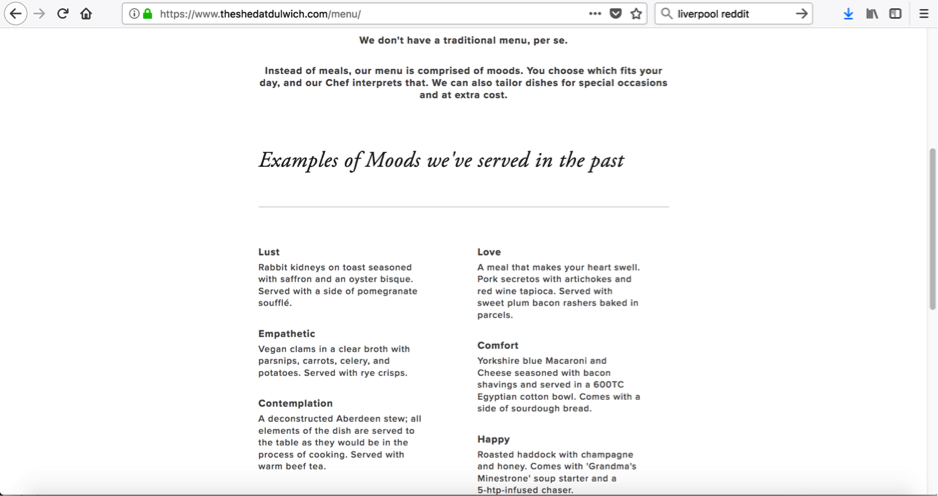 https://www.theshedatdulwich.com/menu/
liverpool reddit
We don't have a traditional menu, per se.
Instead of meals, our menu is comprised of moods. You choose which fits your
day, and our Chef interprets that. We can also tailor dishes for special occasions
and at extra cost.
Examples of Moods we've served in the past
Lust
Rabbit kidneys on toast seasoned
with saffron and an oyster bisque.
Served with a side of pomegranate
soufflé.
Empathetic
Vegan clams in a clear broth with
parsnips, carrots, celery, and
potatoes. Served with rye crisps.
Contemplation
A deconstructed Aberdeen stew; all
elements of the dish are served to
the table as they would be in the
process of cooking. Served with
warm beef tea.
Love
A meal that makes your heart swell.
Pork secretos with artichokes and
red wine tapioca. Served with
sweet plum bacon rashers baked in
parcels.
Comfort
Yorkshire blue Macaroni and
Cheese seasoned with bacon
shavings and served in a 600TC
Egyptian cotton bowl. Comes with a
side of sourdough bread.
Happy
Roasted haddock with champagne
and honey. Comes with 'Grandma's
Minestrone' soup starter and a
5-htp-infused chaser.